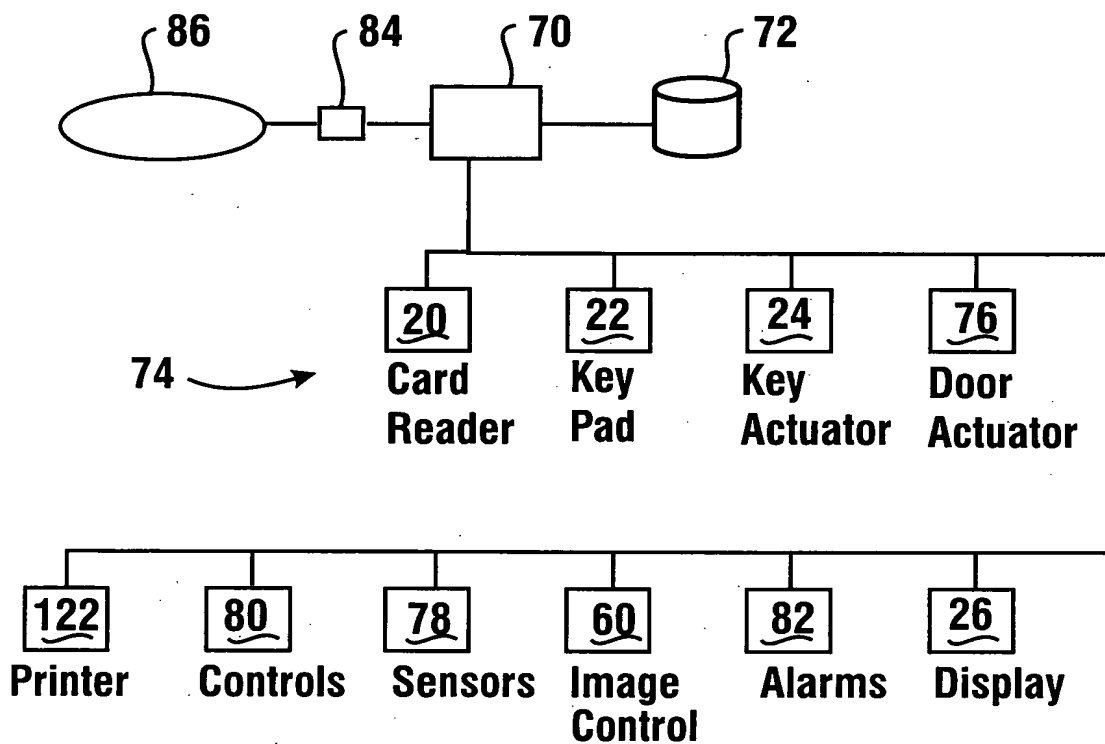 86 84 70 72
20 22 24 76
74
Card Reader
Key Pad
Key Actuator
Door Actuator
122 80 78 60 82 26
Printer
Controls
Sensors
Image Control
Alarms
Display